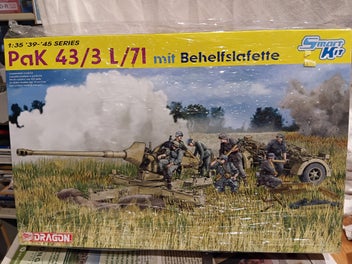 1:35 '39-'45 SERIES
Smart Kit
PaK 43/3 L/71 mit Behelfslafette
DRAGON